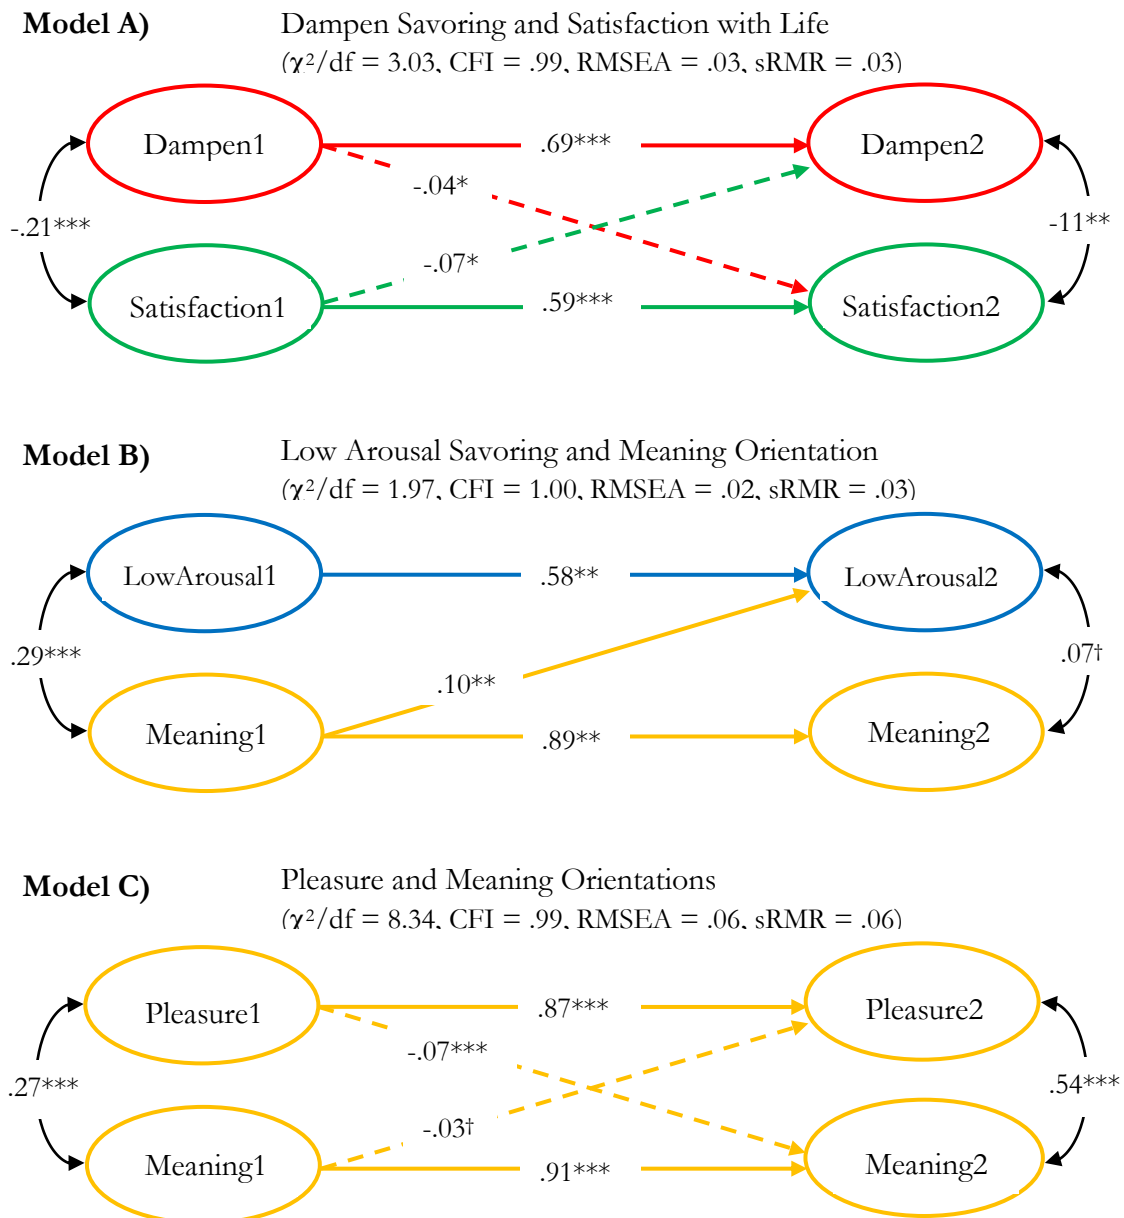 Model A)
Dampen Savoring and Satisfaction with Life
(χ²/df = 3.03, CFI = .99, RMSEA = .03, sRMR = .03)
Dampen1
.69***
Dampen2
-.04*
-.21***
-11**
-.07*
Satisfaction1
.59***
Satisfaction2
Model B)
Low Arousal Savoring and Meaning Orientation
(χ²/df = 1.97, CFI = 1.00, RMSEA = .02, sRMR = .03)
LowArousal1
.58**
LowArousal2
.29***
.07†
.10**
Meaning1
.89**
Meaning2
Model C)
Pleasure and Meaning Orientations
(χ²/df = 8.34, CFI = .99, RMSEA = .06, sRMR = .06)
Pleasure1
.87***
Pleasure2
-.07***
.27***
.54***
-.03†
Meaning1
.91***
Meaning2